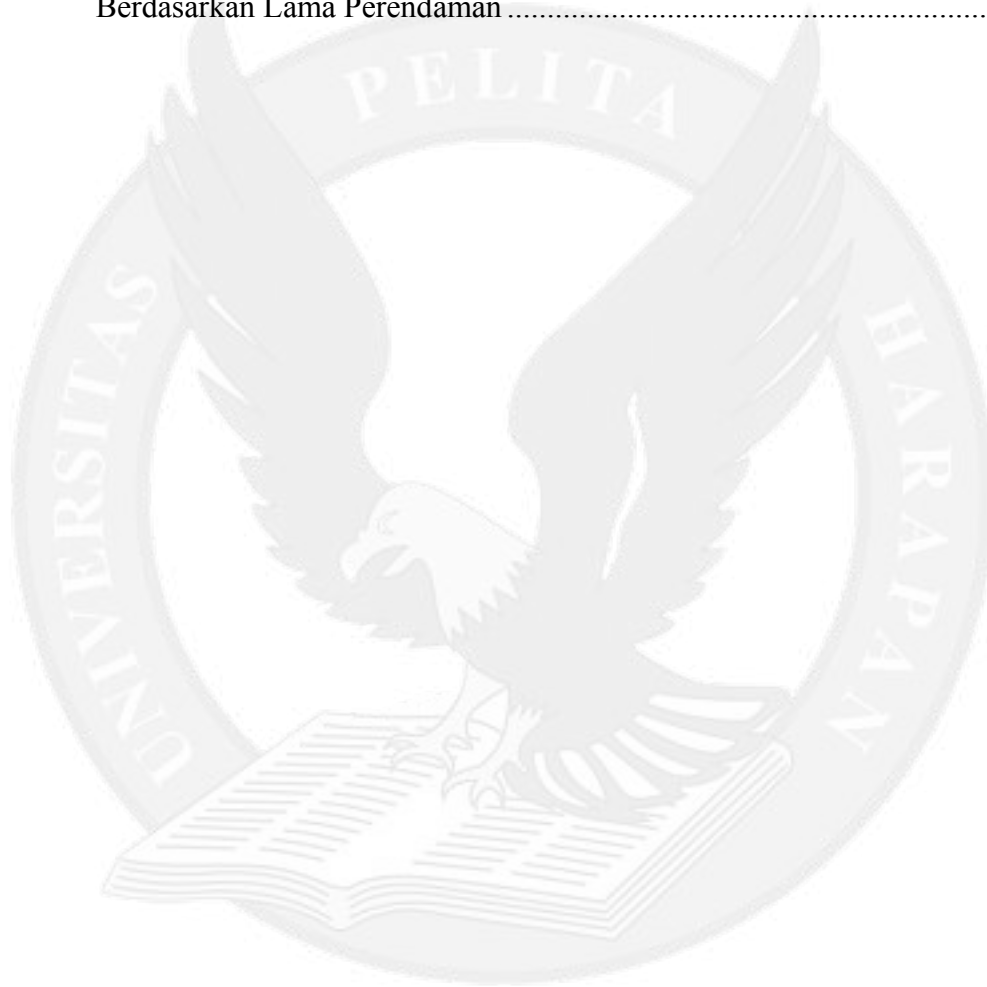 Berdasarkan Lama Perendaman ............................................................
PELITA
UNIVERSITAS
HARAPAN